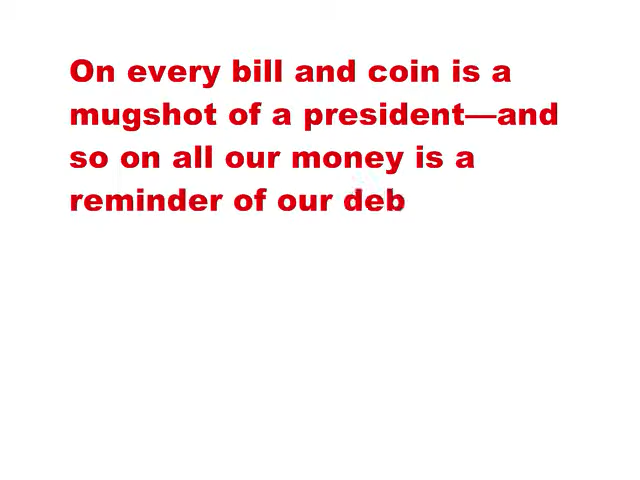 On every bill and coin is a
mugshot of a president—and
so on all our money is a
reminder of our deb